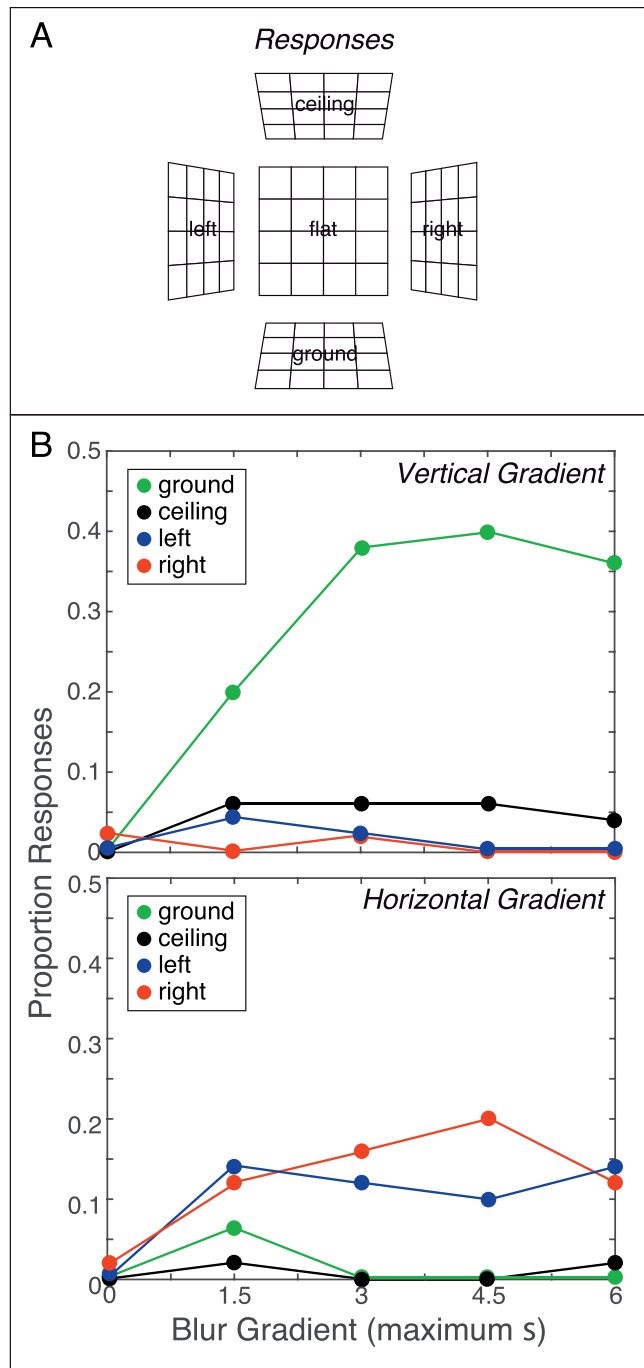 A
Responses
ceiling
left
flat
right
ground
B
Vertical Gradient
ground
ceiling
left
right
0.5
0.4
0.3
0.2
0.1
0
Horizontal Gradient
ground
ceiling
left
right
0.5
0.4
0.3
0.2
0.1
0
Proportion Responses
0 1.5 3 4.5 6
Blur Gradient (maximum s)